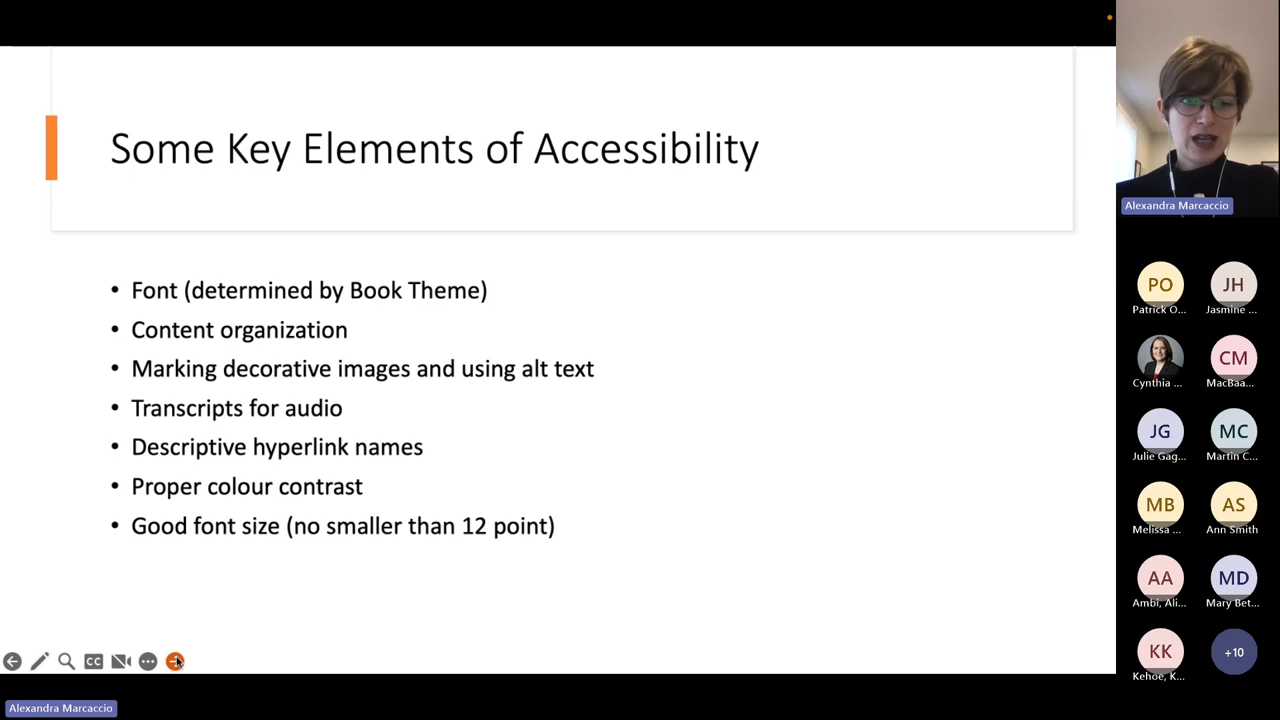 Some Key Elements of Accessibility
• Font (determined by Book Theme)
• Content organization
• Marking decorative images and using alt text
• Transcripts for audio
• Descriptive hyperlink names
• Proper colour contrast
• Good font size (no smaller than 12 point)
CC
Alexandra Marcaccio
Alexandra Marcaccio
PO
JH
Patrick O...
Jasmine ...
CM
Cynthia ...
MacBaa...
JG
MC
Julie Gag...
Martin C...
MB
AS
Melissa ...
Ann Smith
AA
MD
Ambi, Ali...
Mary Bet...
KK
+10
Kehoe, K...